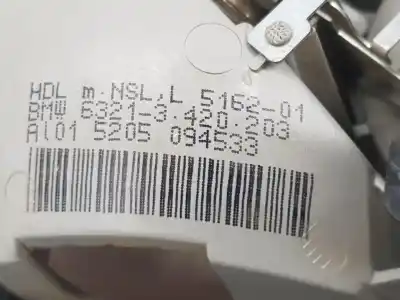 HDL m.NSL,L 5162-01
BMW 6321-3.420.203
Al01 5205 094533